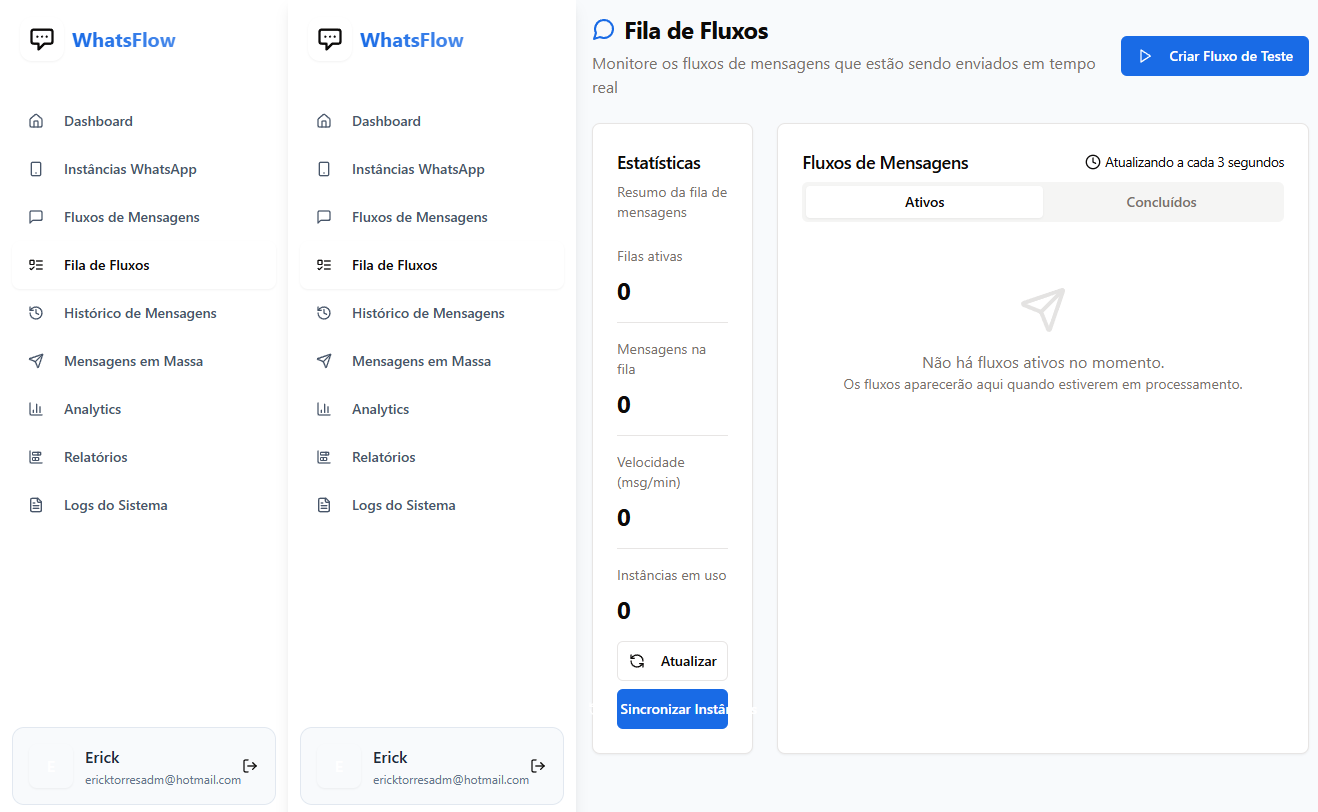 WhatsFlow
Dashboard
Instâncias WhatsApp
Fluxos de Mensagens
Fila de Fluxos
Histórico de Mensagens
Mensagens em Massa
Analytics
Relatórios
Logs do Sistema
E
Erick
ericktorresadm@hotmail.com
WhatsFlow
Dashboard
Instâncias WhatsApp
Fluxos de Mensagens
Fila de Fluxos
Histórico de Mensagens
Mensagens em Massa
Analytics
Relatórios
Logs do Sistema
E
Erick
ericktorresadm@hotmail.com
Fila de Fluxos
Monitore os fluxos de mensagens que estão sendo enviados em tempo
real
Criar Fluxo de Teste
Estatísticas
Resumo da fila de
mensagens
Filas ativas
0
Mensagens na
fila
0
Velocidade
(msg/min)
0
Instâncias em uso
0
Atualizar
Sincronizar Instân
Fluxos de Mensagens
Atualizando a cada 3 segundos
Ativos
Concluídos
Não há fluxos ativos no momento.
Os fluxos aparecerão aqui quando estiverem em processamento.